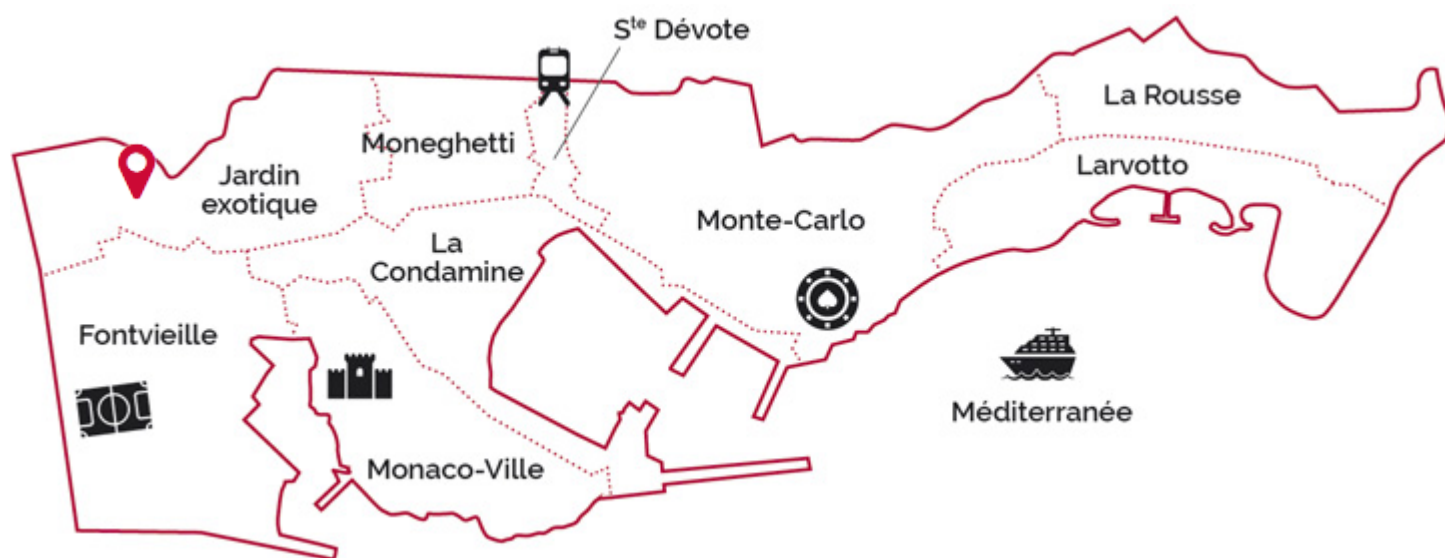 Sᵗᵉ Dévote
La Rousse
Moneghetti
Larvotto
Jardin
exotique
Monte-Carlo
La
Condamine
Fontvieille
Méditerranée
Monaco-Ville